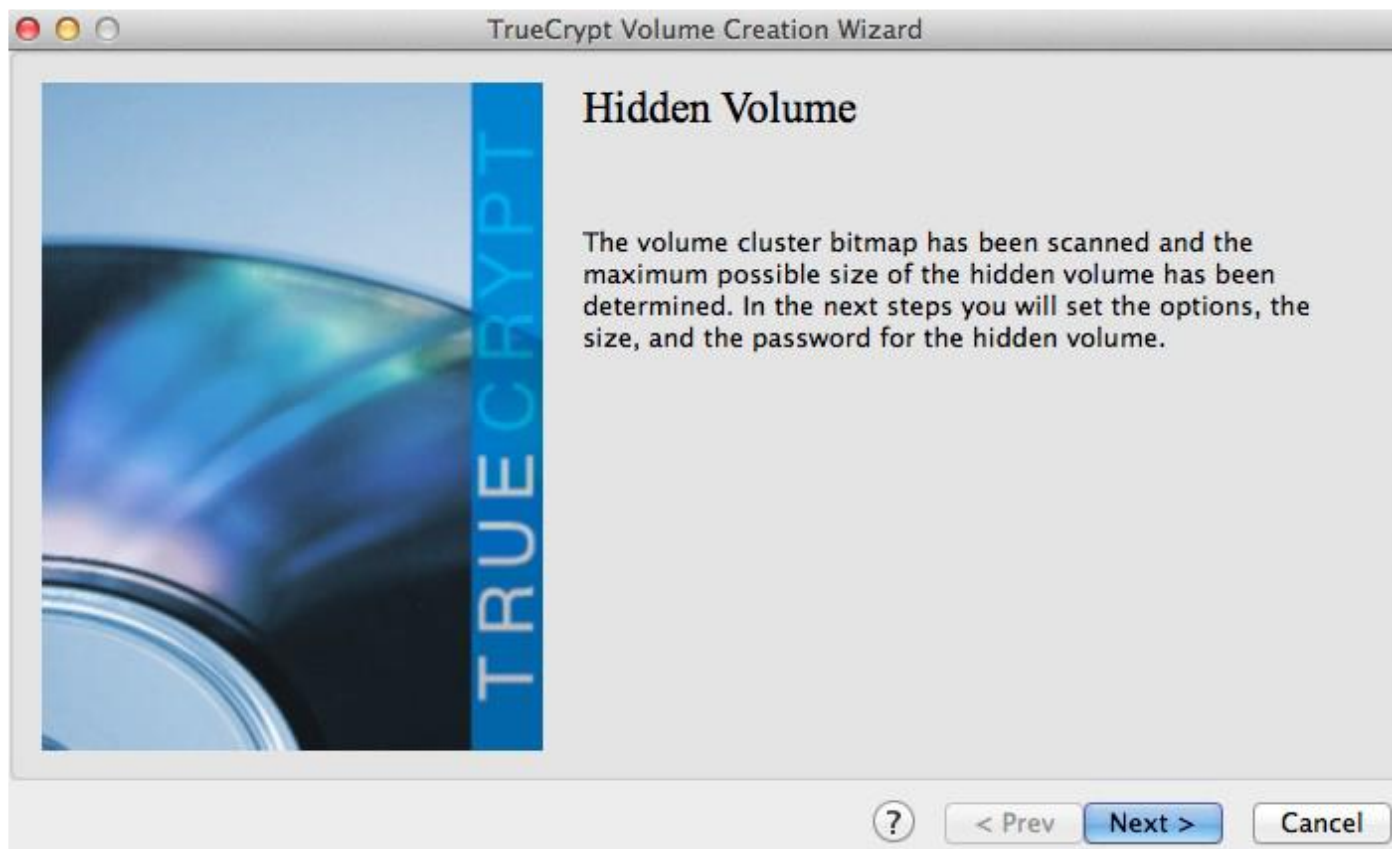 TrueCrypt Volume Creation Wizard
TRUECRYPT
Hidden Volume
The volume cluster bitmap has been scanned and the
maximum possible size of the hidden volume has been
determined. In the next steps you will set the options, the
size, and the password for the hidden volume.
?
< Prev
Next >
Cancel